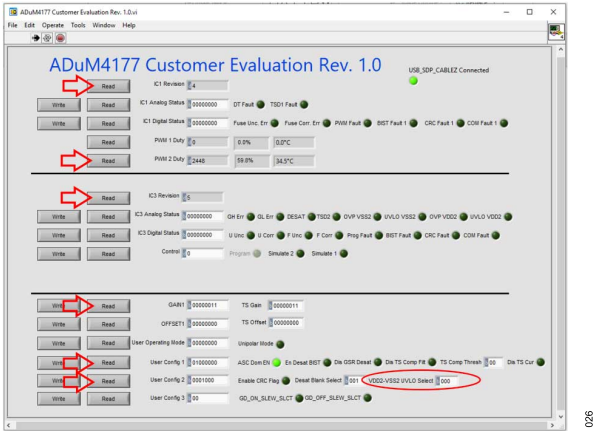 ADuM4177 Customer Evaluation Rev. 1.0.vi
File Edit Operate Tools Window Help
ADuM4177 Customer Evaluation Rev. 1.0
USB_SDP_CABLEZ Connected
Read IC1 Revision 4
Write Read IC1 Analog Status 00000000 DT Fault TSD1 Fault
Write Read IC1 Digital Status 00000000 Fuse Unc. Err Fuse Corr. Err PWM Fault BIST Fault 1 CRC Fault 1 COM Fault 1
Read PWM 1 Duty 0 0.0% 0.0°C
Read PWM 2 Duty 2448 59.8% 34.5°C
Read IC3 Revision 5
Write Read IC3 Analog Status 00000000 GH Err GL Err DESAT TSD2 OVP VSS2 UVLO VSS2 OVP VDD2 UVLO VDD2
Write Read IC3 Digital Status 00000000 U Unc U Corr F Unc F Corr Prog Fault BIST Fault CRC Fault COM Fault
Write Read Control 0 Program Simulate 2 Simulate 1
Write Read GAIN1 00000011 TS Gain 00000011
Write Read OFFSET1 00000000 TS Offset 00000000
Write Read User Operating Mode 00000000 Unipolar Mode
Write Read User Config 1 01000000 ASC Dom EN En Desat BIST Dis GSR Desat Dis TS Comp Flt TS Comp Thresh 00 Dis TS Cur
Write Read User Config 2 0001000 Enable CRC Flag Desat Blank Select 001 VDD2-VSS2 UVLO Select 000
Write Read User Config 3 00 GD_ON_SLEW_SLCT GD_OFF_SLEW_SLCT
026